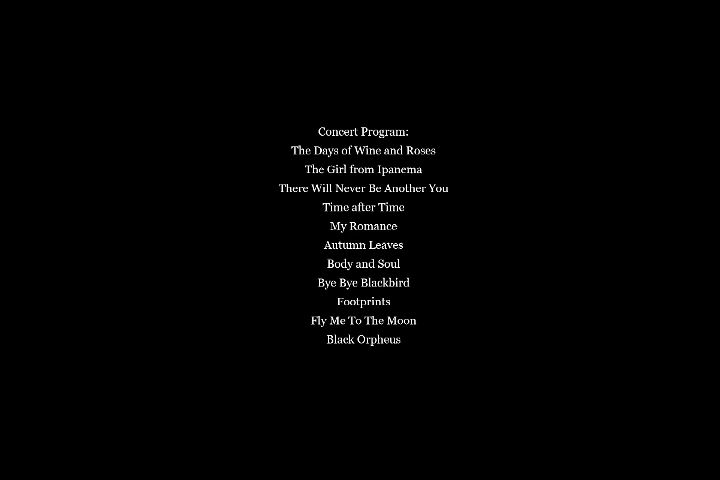 Concert Program:
The Days of Wine and Roses
The Girl from Ipanema
There Will Never Be Another You
Time after Time
My Romance
Autumn Leaves
Body and Soul
Bye Bye Blackbird
Footprints
Fly Me To The Moon
Black Orpheus